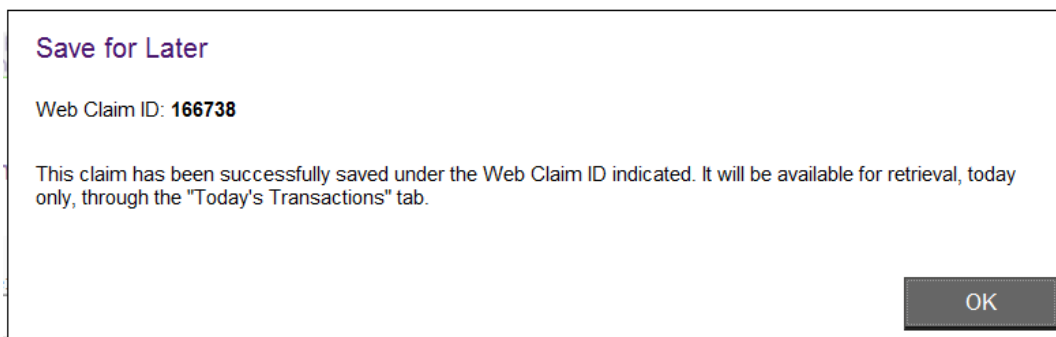 Save for Later
Web Claim ID: 166738
This claim has been successfully saved under the Web Claim ID indicated. It will be available for retrieval, today
only, through the "Today's Transactions" tab.
OK